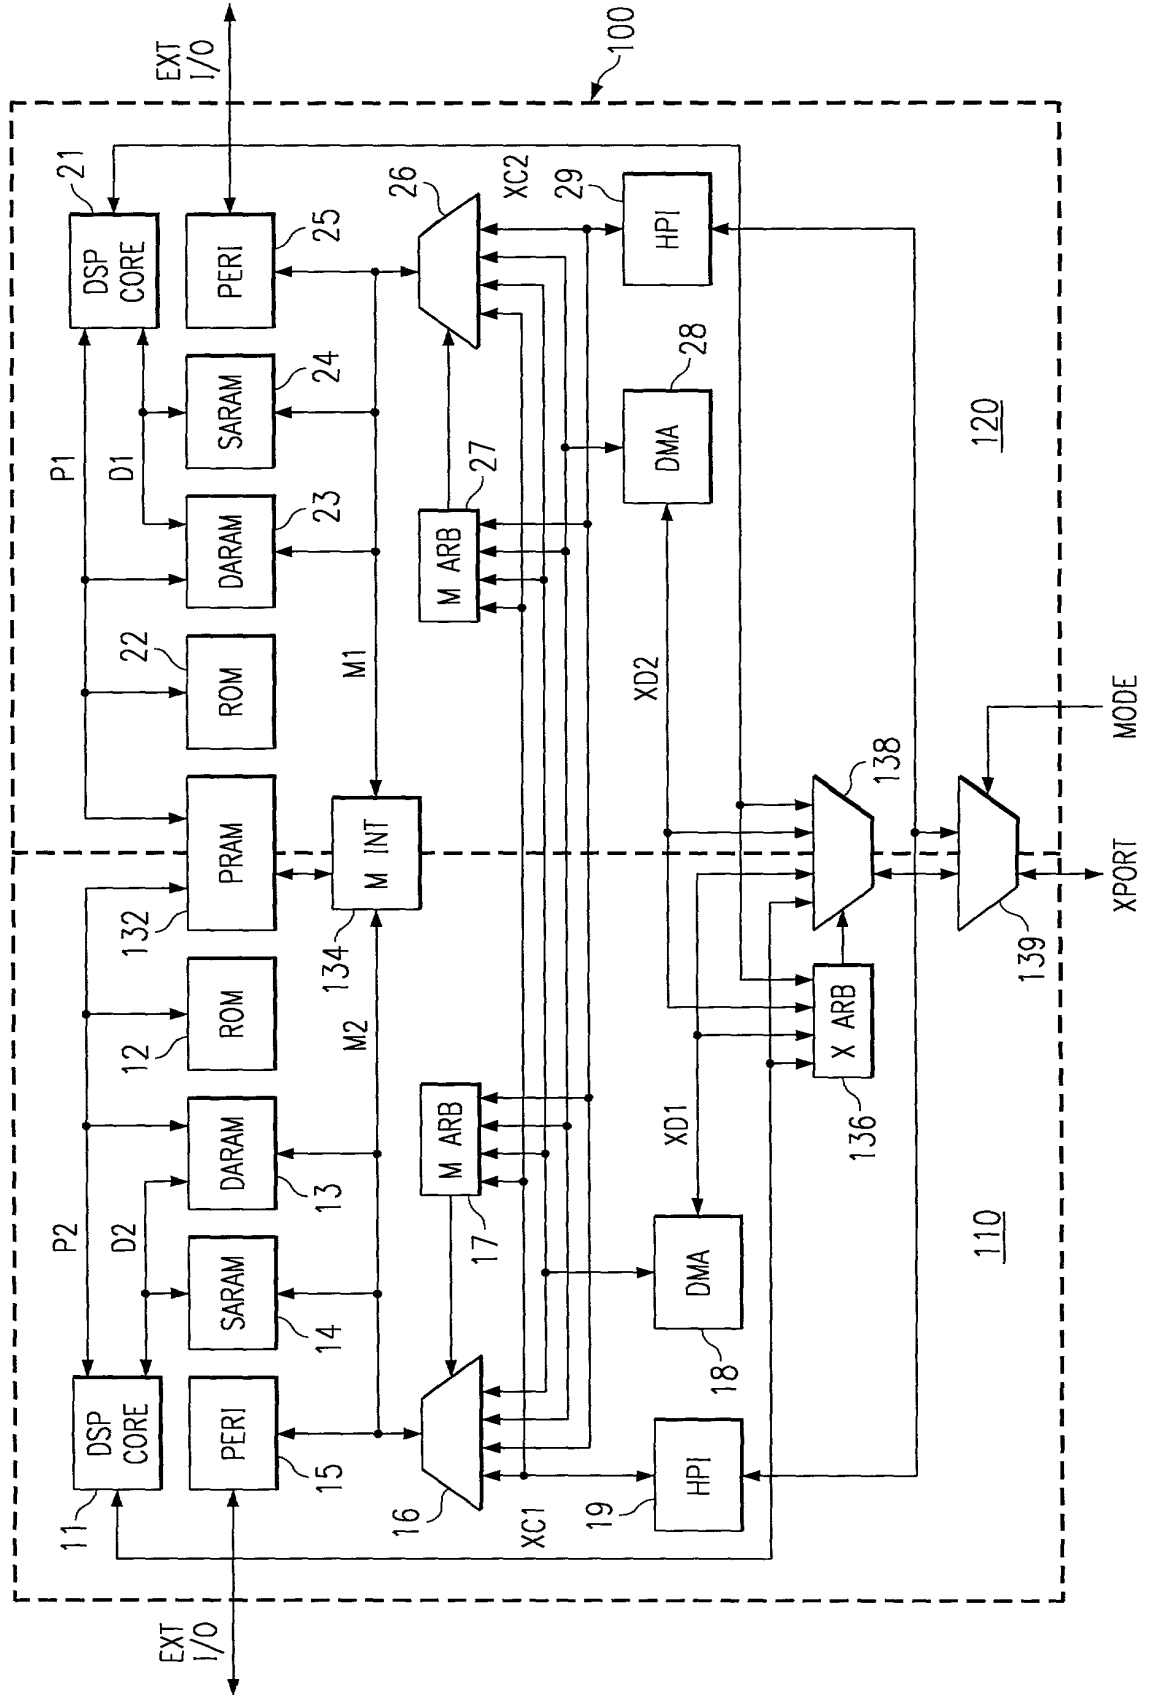 EXT
I/O
100
DSP
CORE
21
PERI
25
SARAM
24
P1
D1
DARAM
23
ROM
22
PRAM
132
ROM
12
DARAM
13
P2
D2
SARAM
14
DSP
CORE
11
PERI
15
EXT
I/O
M INT
134
M1
M2
26
M ARB
27
M ARB
17
16
XC2
XC1
HPI
29
DMA
28
DMA
18
HPI
19
XD2
XD1
138
X ARB
136
139
120
110
MODE
XPORT